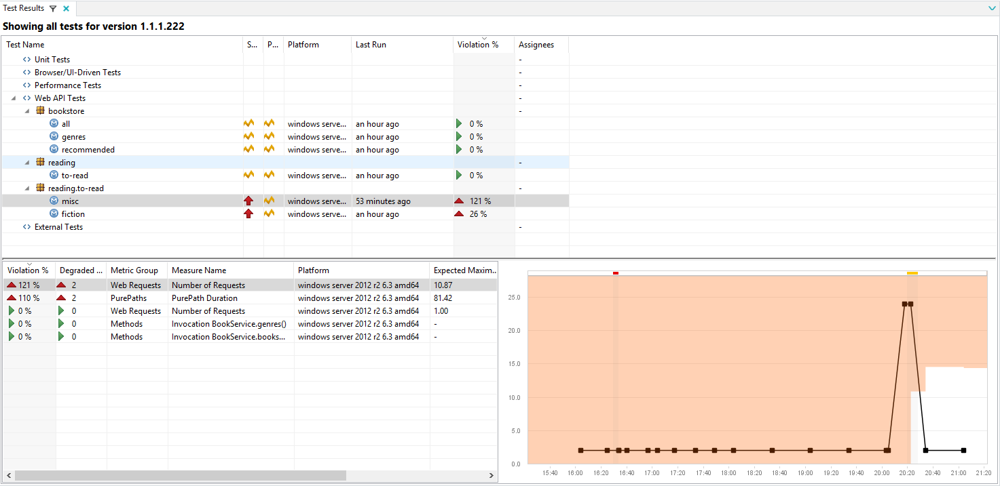 Test Results
Showing all tests for version 1.1.1.222
Test Name S... P... Platform Last Run Violation % Assignees
Unit Tests -
Browser/UI-Driven Tests -
Performance Tests -
Web API Tests -
bookstore -
M all windows serve... an hour ago 0 %
M genres windows serve... an hour ago 0 %
M recommended windows serve... an hour ago 0 %
reading -
M to-read windows serve... an hour ago 0 %
reading.to-read -
M misc windows serve... 53 minutes ago 121 %
M fiction windows serve... an hour ago 26 %
External Tests -
Violation % Degraded ... Metric Group Measure Name Platform Expected Maxim...
121 % 2 Web Requests Number of Requests windows server 2012 r2 6.3 amd64 10.87
110 % 2 PurePaths PurePath Duration windows server 2012 r2 6.3 amd64 81.42
0 % 0 Web Requests Number of Requests windows server 2012 r2 6.3 amd64 1.00
0 % 0 Methods Invocation BookService.genres() windows server 2012 r2 6.3 amd64 -
0 % 0 Methods Invocation BookService.books... windows server 2012 r2 6.3 amd64 -
25.0
20.0
15.0
10.0
5.0
0.0
15:40 16:00 16:20 16:40 17:00 17:20 17:40 18:00 18:20 18:40 19:00 19:20 19:40 20:00 20:20 20:40 21:00 21:20